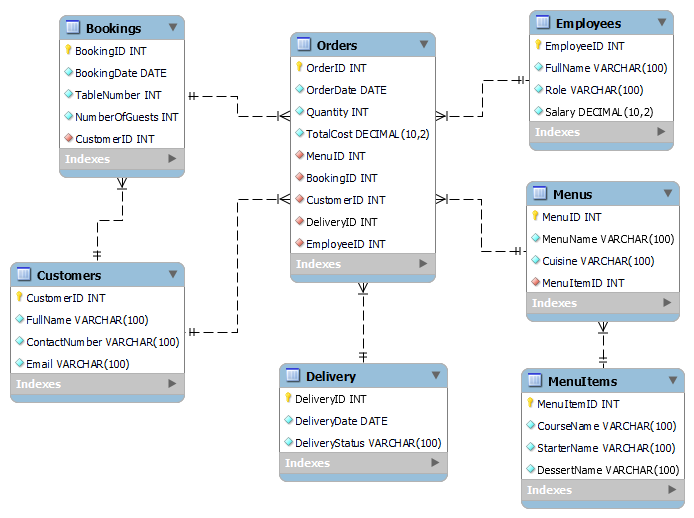 Bookings
BookingID INT
BookingDate DATE
TableNumber INT
NumberOfGuests INT
CustomerID INT
Indexes
Orders
OrderID INT
OrderDate DATE
Quantity INT
TotalCost DECIMAL(10,2)
MenuID INT
BookingID INT
CustomerID INT
DeliveryID INT
EmployeeID INT
Indexes
Employees
EmployeeID INT
FullName VARCHAR(100)
Role VARCHAR(100)
Salary DECIMAL(10,2)
Indexes
Menus
MenuID INT
MenuName VARCHAR(100)
Cuisine VARCHAR(100)
MenuItemID INT
Indexes
Customers
CustomerID INT
FullName VARCHAR(100)
ContactNumber VARCHAR(100)
Email VARCHAR(100)
Indexes
Delivery
DeliveryID INT
DeliveryDate DATE
DeliveryStatus VARCHAR(100)
Indexes
MenuItems
MenuItemID INT
CourseName VARCHAR(100)
StarterName VARCHAR(100)
DessertName VARCHAR(100)
Indexes